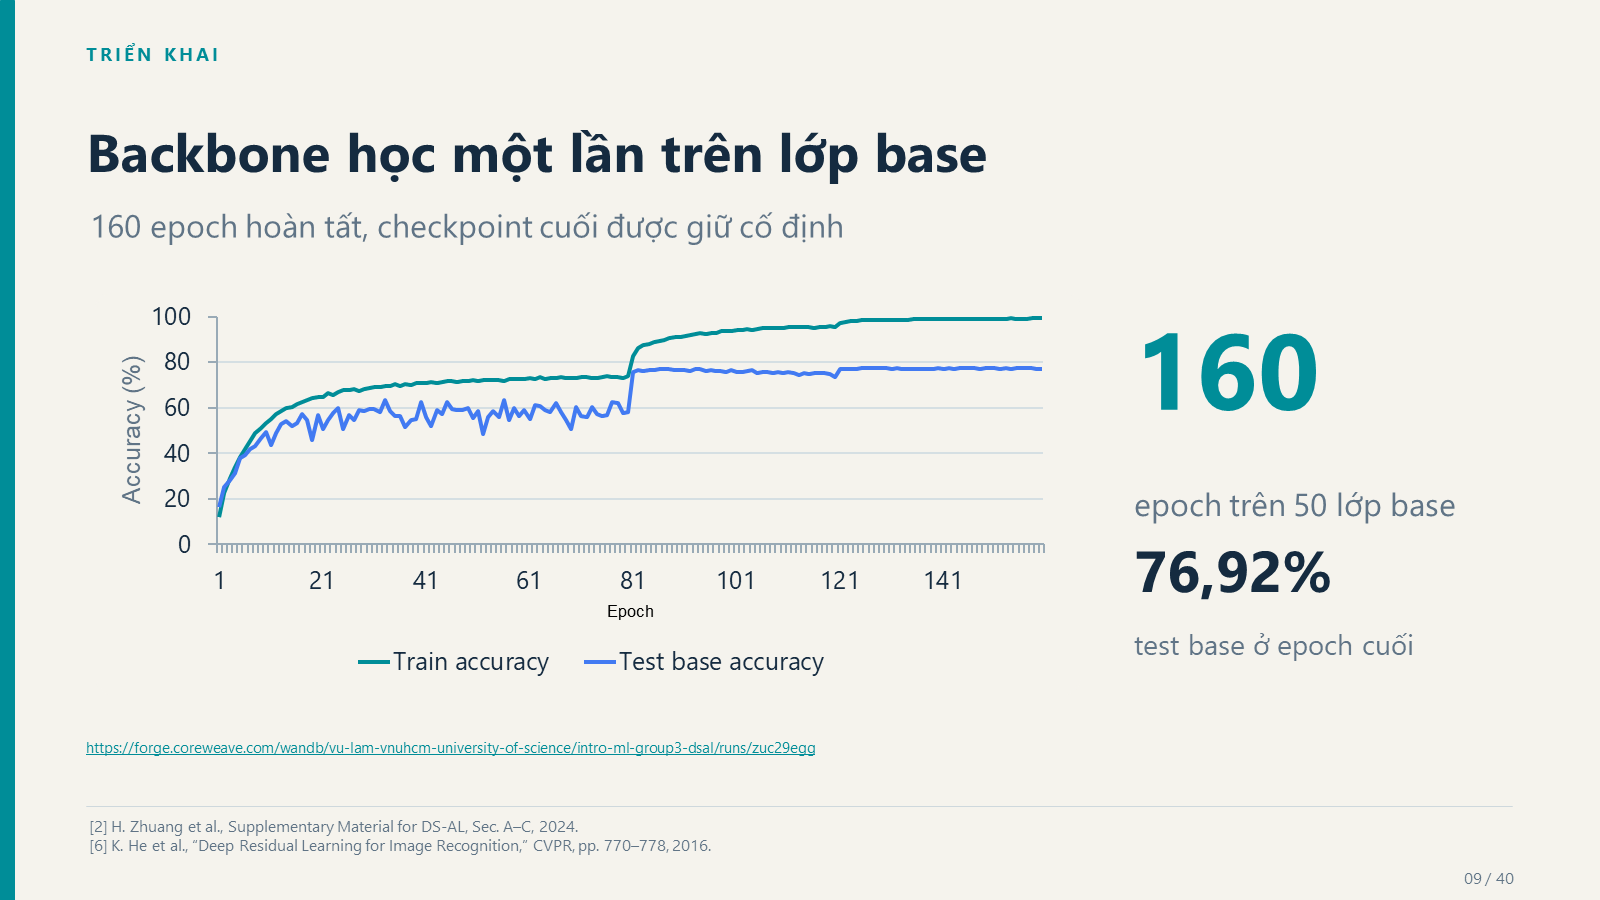 TRIỂN KHAI
Backbone học một lần trên lớp base
160 epoch hoàn tất, checkpoint cuối được giữ cố định
100
80
60
40
20
0
Accuracy (%)
1 21 41 61 81 101 121 141
Epoch
Train accuracy Test base accuracy
160
epoch trên 50 lớp base
76,92%
test base ở epoch cuối
https://forge.coreweave.com/wandb/vu-lam-vnuhcm-university-of-science/intro-ml-group3-dsal/runs/zuc29egg
[2] H. Zhuang et al., Supplementary Material for DS-AL, Sec. A–C, 2024.
[6] K. He et al., “Deep Residual Learning for Image Recognition,” CVPR, pp. 770–778, 2016.
09 / 40